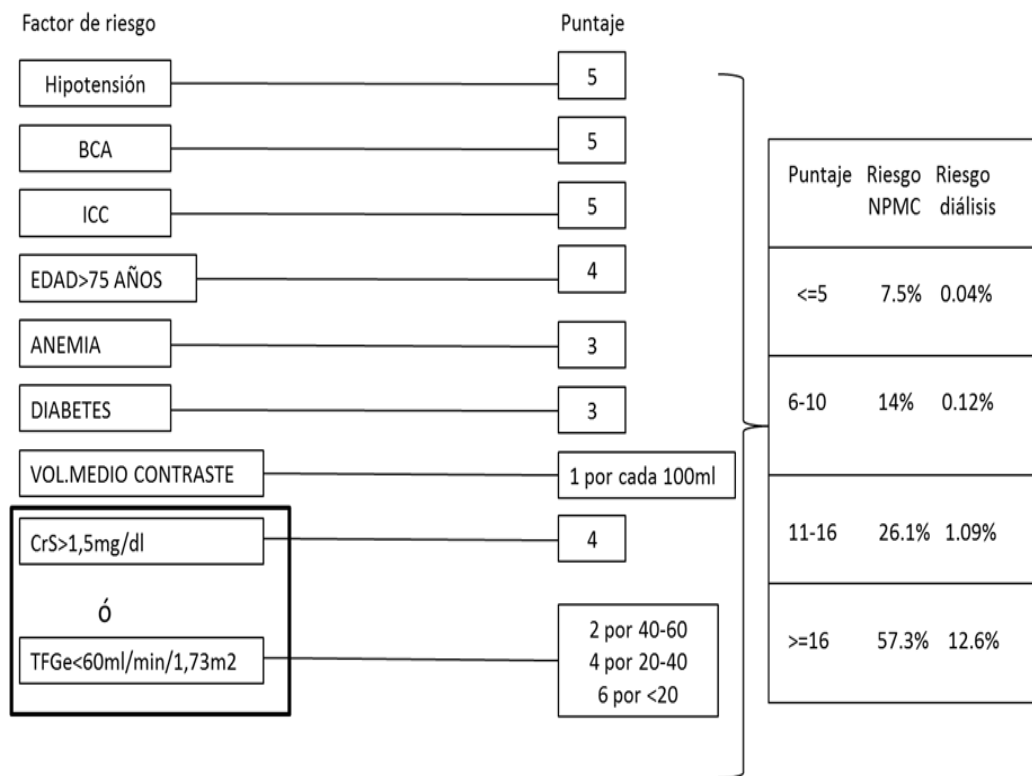 Factor de riesgo Puntaje
Hipotensión 5
BCA 5
ICC 5
EDAD>75 AÑOS 4
ANEMIA 3
DIABETES 3
VOL.MEDIO CONTRASTE 1 por cada 100ml
CrS>1,5mg/dl 4
ó
TFGe<60ml/min/1,73m2
2 por 40-60
4 por 20-40
6 por <20
Puntaje Riesgo Riesgo
NPMC diálisis
<=5 7.5% 0.04%
6-10 14% 0.12%
11-16 26.1% 1.09%
>=16 57.3% 12.6%